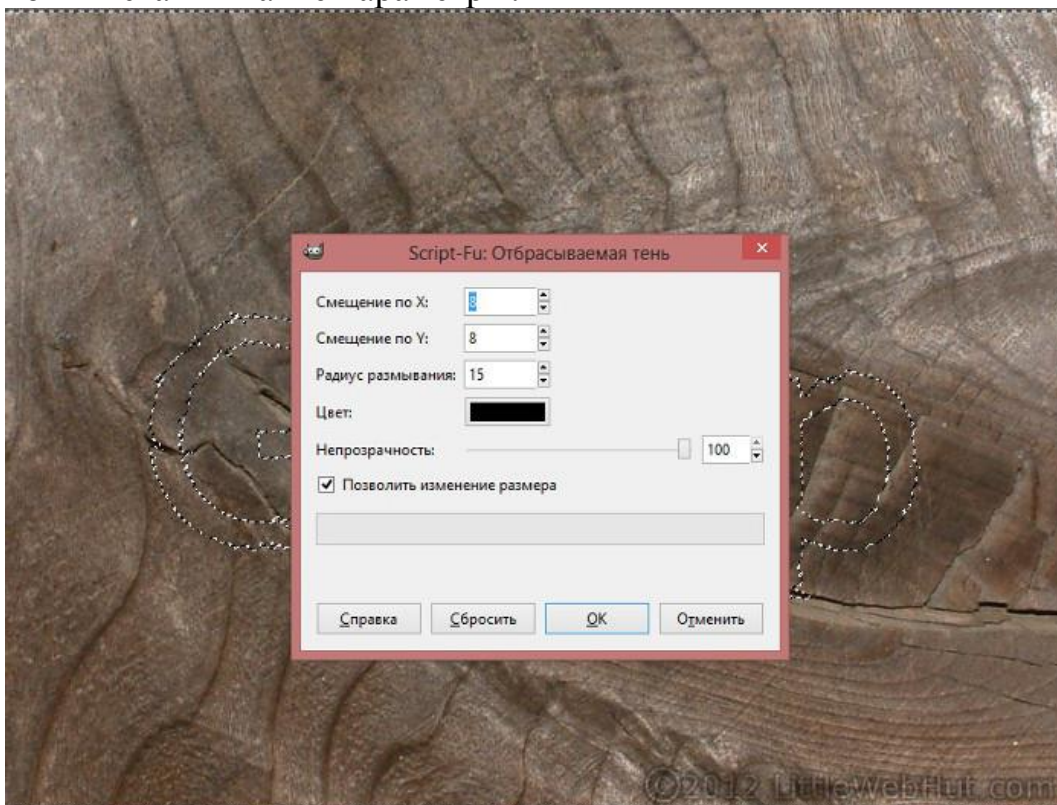 Script-Fu: Отбрасываемая тень
Смещение по X: 8
Смещение по Y: 8
Радиус размывания: 15
Цвет:
Непрозрачность: 100
Позволить изменение размера
Справка Сбросить OK Отменить
©2012 LittleWebHut.com